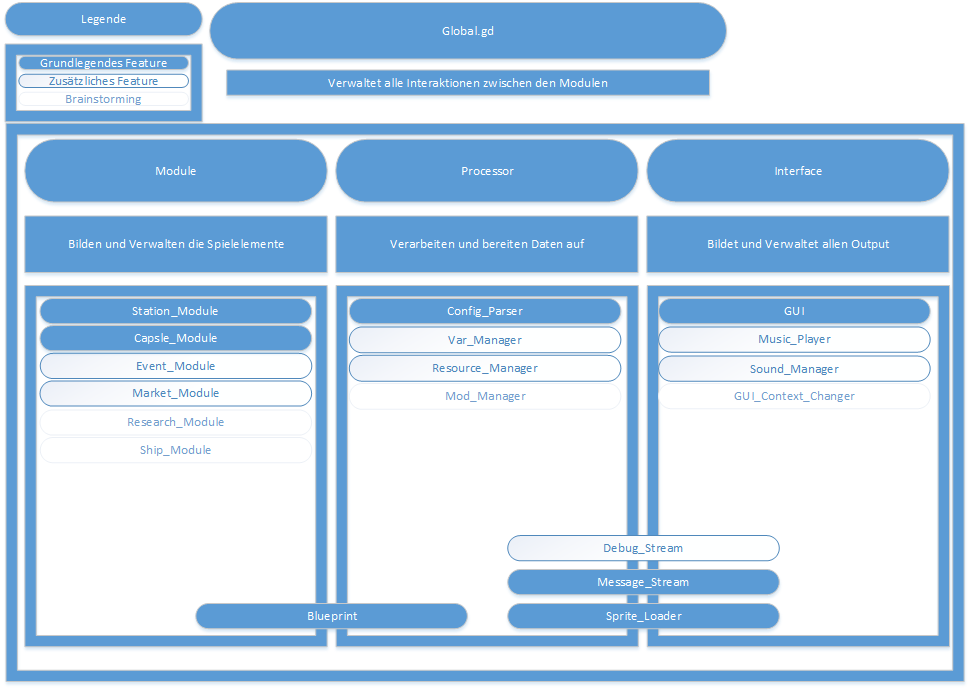 Legende
Global.gd
Grundlegendes Feature
Zusätzliches Feature
Brainstorming
Verwaltet alle Interaktionen zwischen den Modulen
Module
Processor
Interface
Bilden und Verwalten die Spielelemente
Verarbeiten und bereiten Daten auf
Bildet und Verwaltet allen Output
Station_Module
Capsle_Module
Event_Module
Market_Module
Research_Module
Ship_Module
Config_Parser
Var_Manager
Resource_Manager
Mod_Manager
GUI
Music_Player
Sound_Manager
GUI_Context_Changer
Debug_Stream
Message_Stream
Blueprint
Sprite_Loader